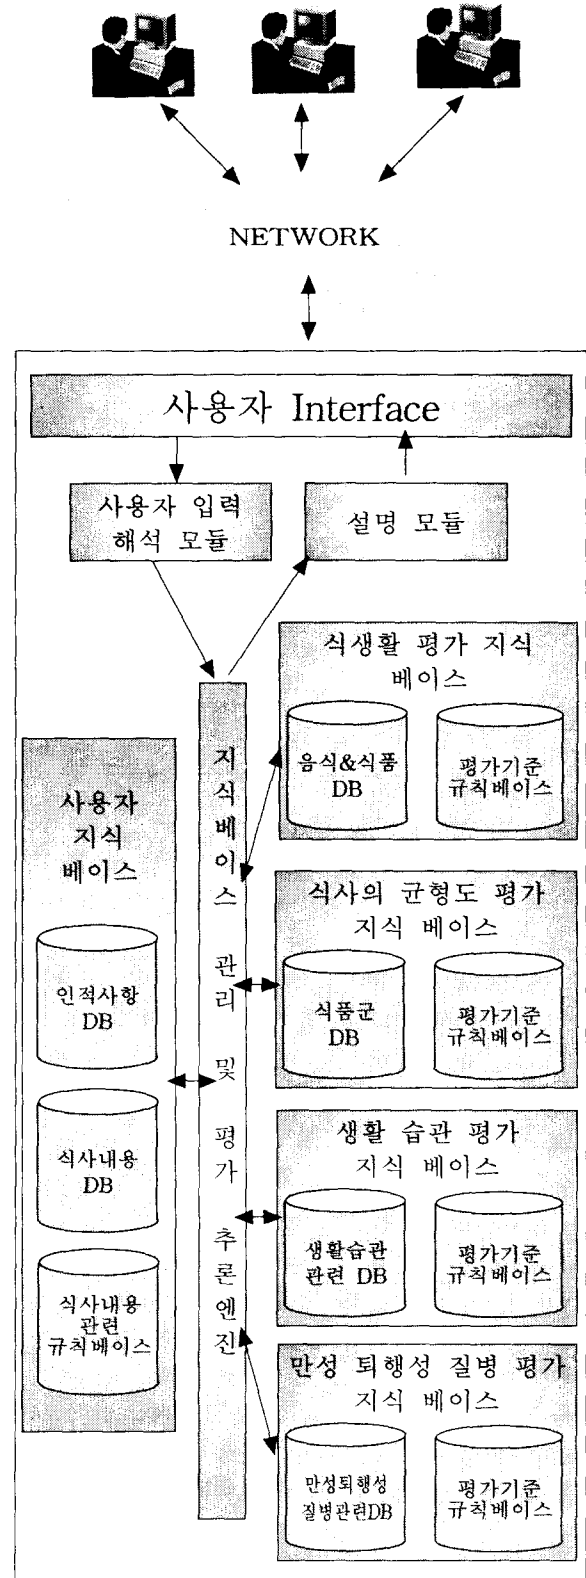 NETWORK
사용자 Interface
사용자 입력
해석 모듈
설명 모듈
지식베이스 관리 및 평가 추론엔진
사용자
지식
베이스
인적사항
DB
식사내용
DB
식사내용
관련
규칙베이스
식생활 평가 지식
베이스
음식&식품
DB
평가기준
규칙베이스
식사의 균형도 평가
지식 베이스
식품군
DB
평가기준
규칙베이스
생활 습관 평가
지식 베이스
생활습관
관련 DB
평가기준
규칙베이스
만성 퇴행성 질병 평가
지식 베이스
만성퇴행성
질병관련DB
평가기준
규칙베이스